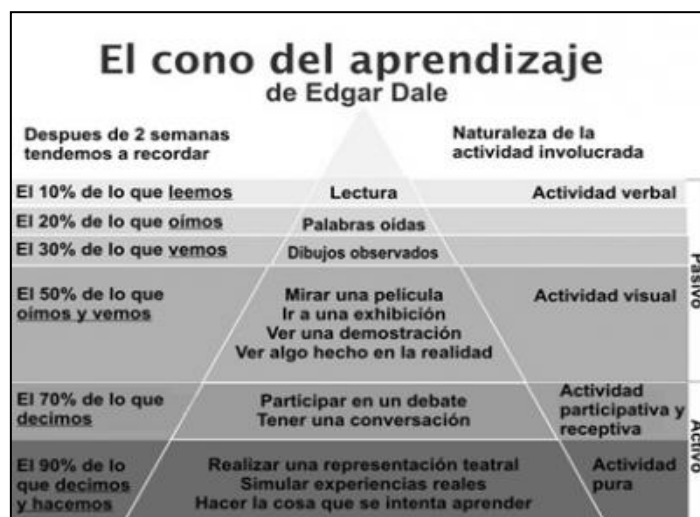 El cono del aprendizaje
de Edgar Dale
Despues de 2 semanas
tendemos a recordar
Naturaleza de la
actividad involucrada
El 10% de lo que leemos
Lectura
Actividad verbal
El 20% de lo que oímos
Palabras oídas
El 30% de lo que vemos
Dibujos observados
El 50% de lo que
oímos y vemos
Mirar una película
Ir a una exhibición
Ver una demostración
Ver algo hecho en la realidad
Actividad visual
Pasivo
El 70% de lo que
decimos
Participar en un debate
Tener una conversación
Actividad
participativa y
receptiva
El 90% de lo
que decimos
y hacemos
Realizar una representación teatral
Simular experiencias reales
Hacer la cosa que se intenta aprender
Actividad
pura
Activo